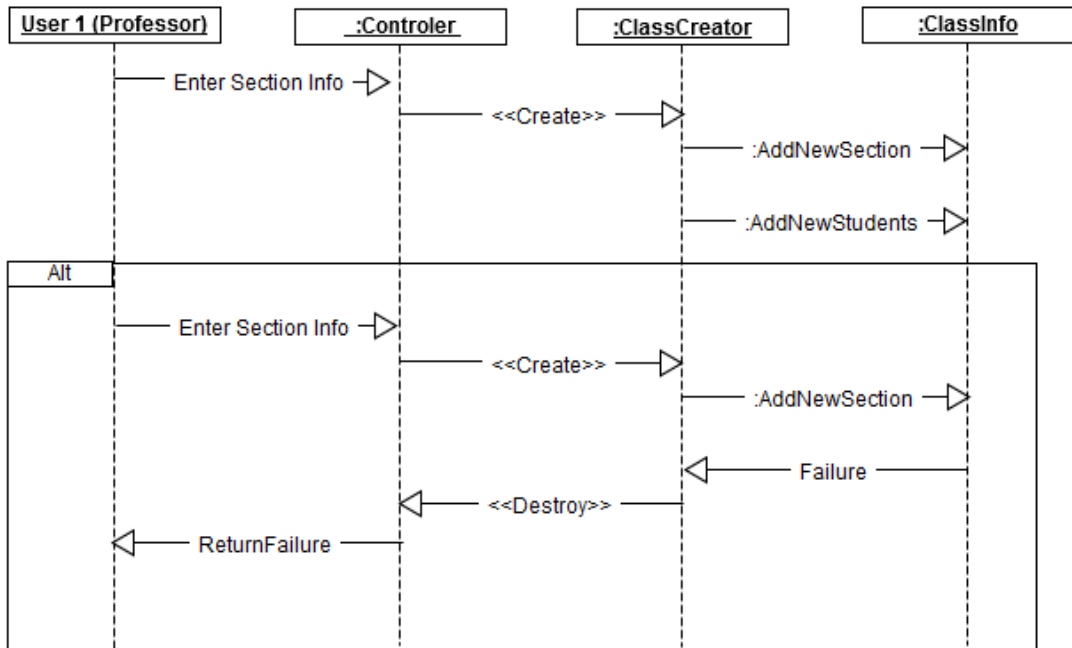 User 1 (Professor)
:Controler
:ClassCreator
:ClassInfo
Enter Section Info
<<Create>>
:AddNewSection
:AddNewStudents
Alt
Enter Section Info
<<Create>>
:AddNewSection
Failure
<<Destroy>>
ReturnFailure